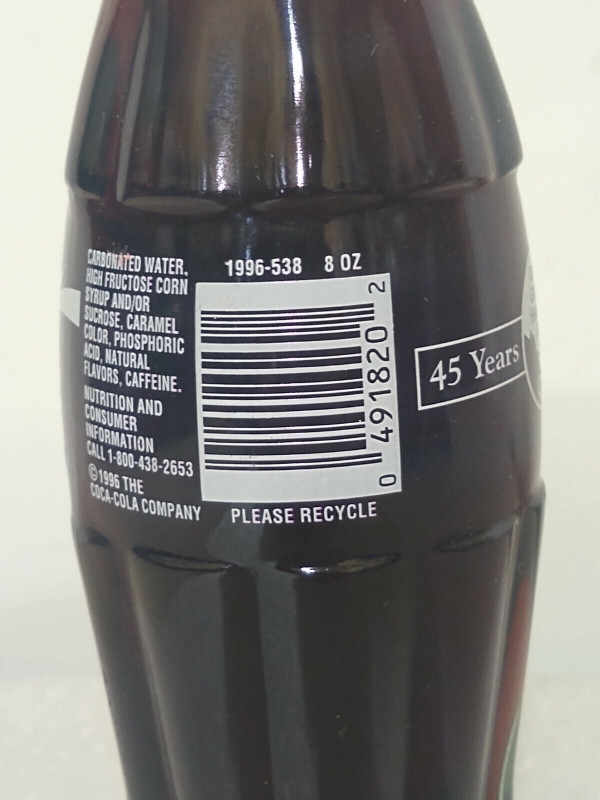 CARBONATED WATER,
HIGH FRUCTOSE CORN
SYRUP AND/OR
SUCROSE, CARAMEL
COLOR, PHOSPHORIC
ACID, NATURAL
FLAVORS, CAFFEINE.
NUTRITION AND
CONSUMER
INFORMATION
CALL 1-800-438-2653
©1996 THE
COCA-COLA COMPANY
1996-538 8 OZ
0 491820 2
PLEASE RECYCLE
45 Years